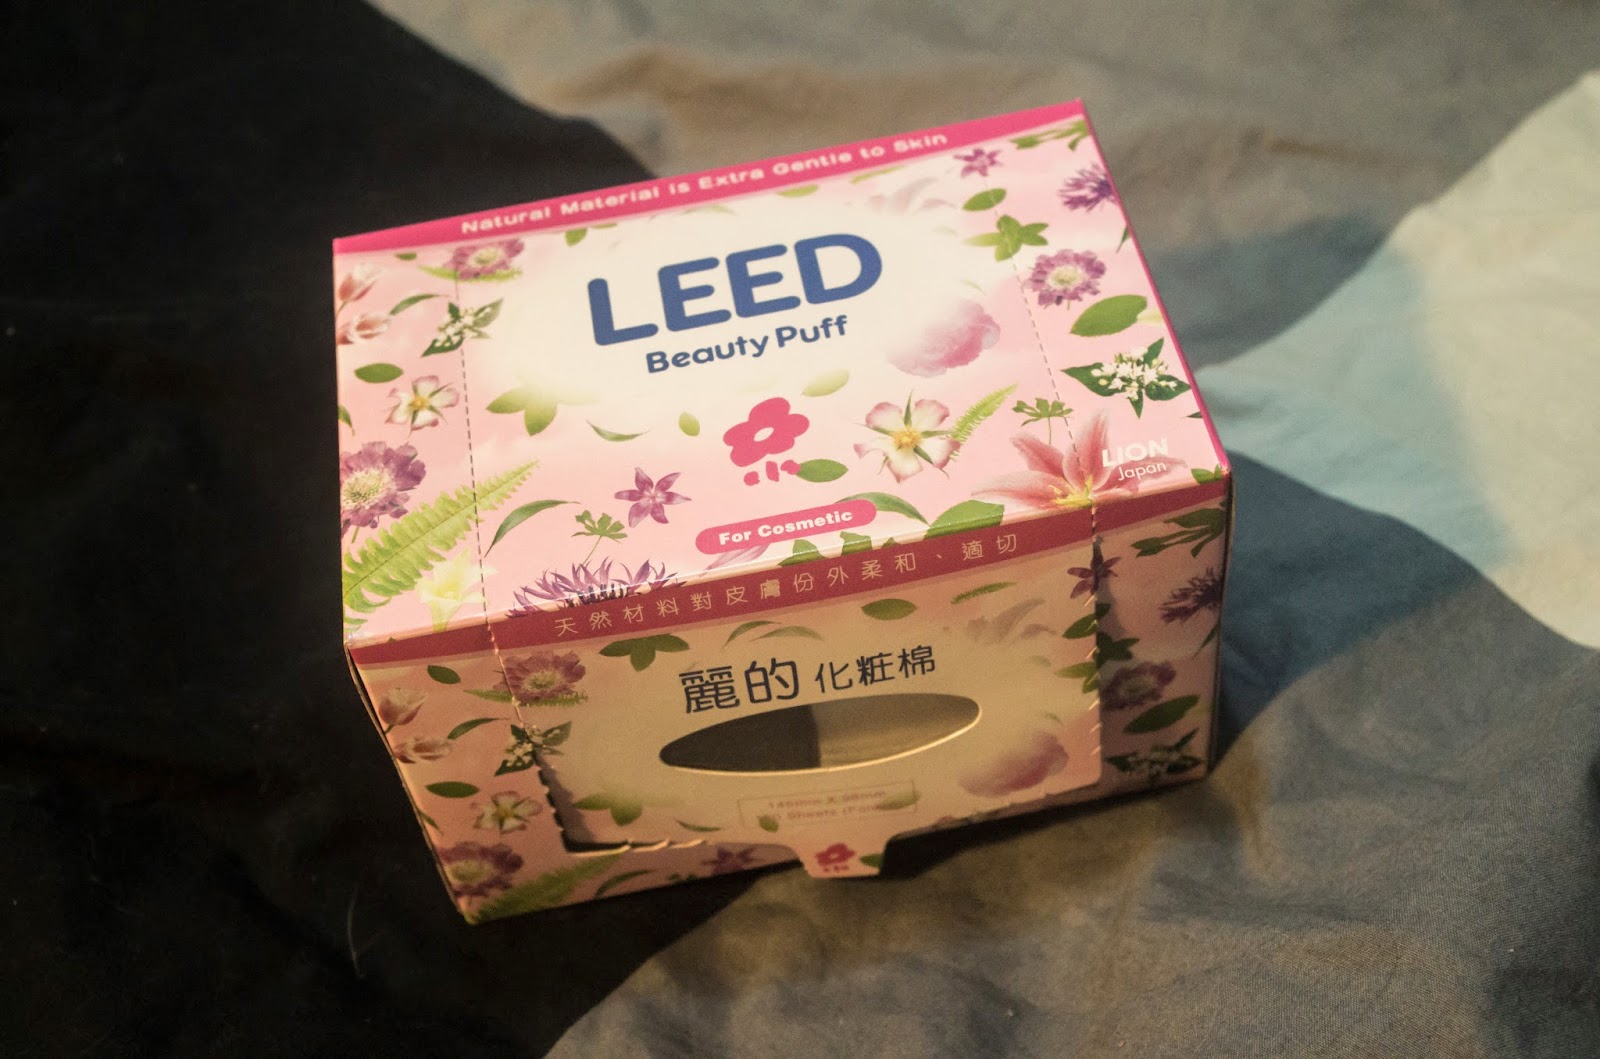 Natural Material is Extra Gentle to Skin
LEED
Beauty Puff
LION
Japan
For Cosmetic
天然材料對皮膚份外柔和、適切
麗的 化粧棉
Sheets